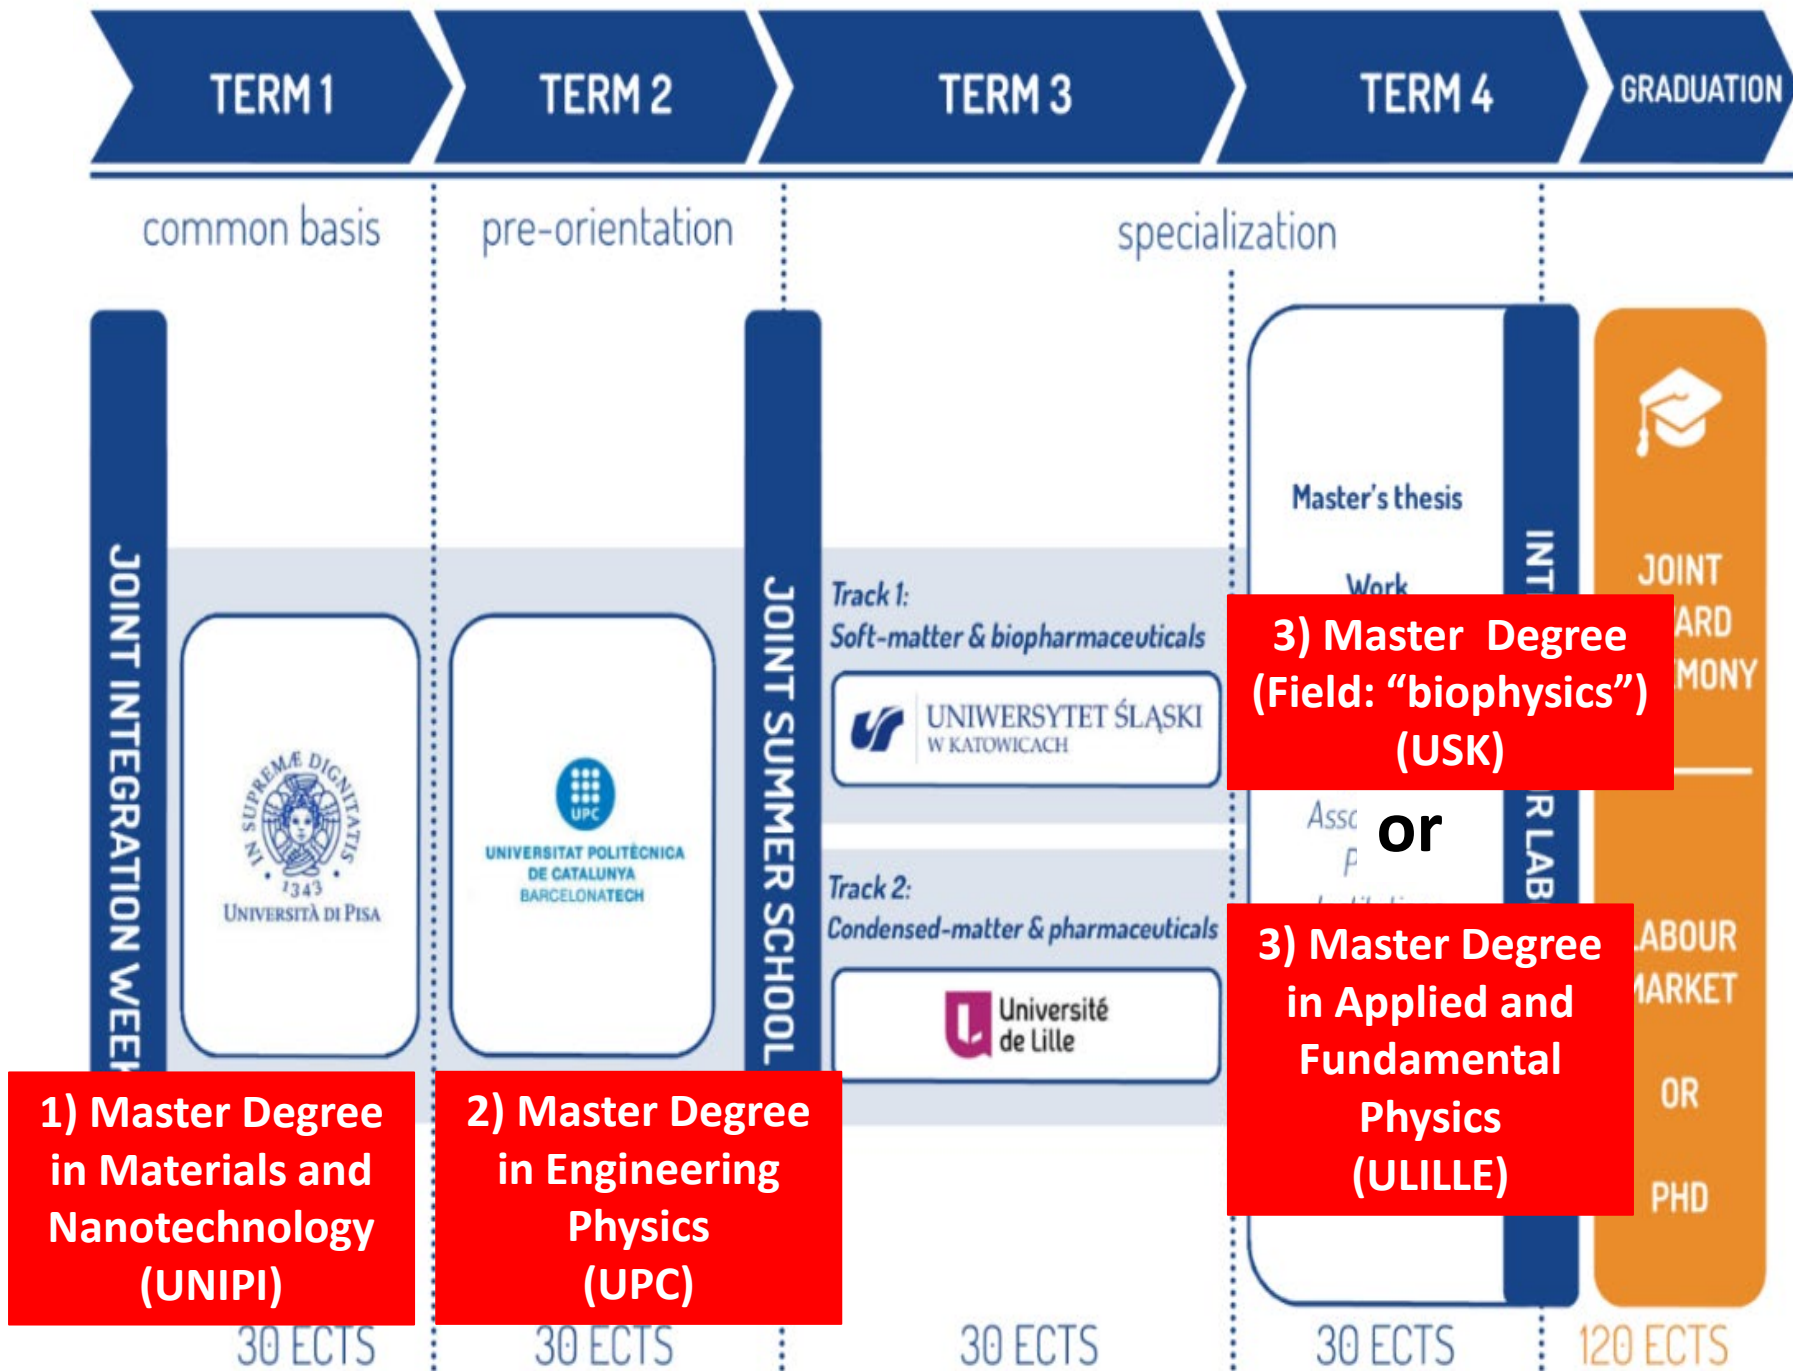 TERM 1
TERM 2
TERM 3
TERM 4
GRADUATION
common basis
pre-orientation
specialization
JOINT INTEGRATION WEEK
IN SUPREMÆ DIGNITATIS
1343
UNIVERSITÀ DI PISA
1) Master Degree
in Materials and
Nanotechnology
(UNIPI)
UPC
UNIVERSITAT POLITÈCNICA
DE CATALUNYA
BARCELONATECH
2) Master Degree
in Engineering
Physics
(UPC)
JOINT SUMMER SCHOOL
Track 1:
Soft-matter & biopharmaceuticals
UNIWERSYTET ŚLĄSKI
W KATOWICACH
Track 2:
Condensed-matter & pharmaceuticals
Université
de Lille
Master's thesis
Work
3) Master Degree
(Field: “biophysics”)
(USK)
or
3) Master Degree
in Applied and
Fundamental
Physics
(ULILLE)
JOINT
LABOUR
MARKET
OR
PHD
30 ECTS
30 ECTS
30 ECTS
30 ECTS
120 ECTS